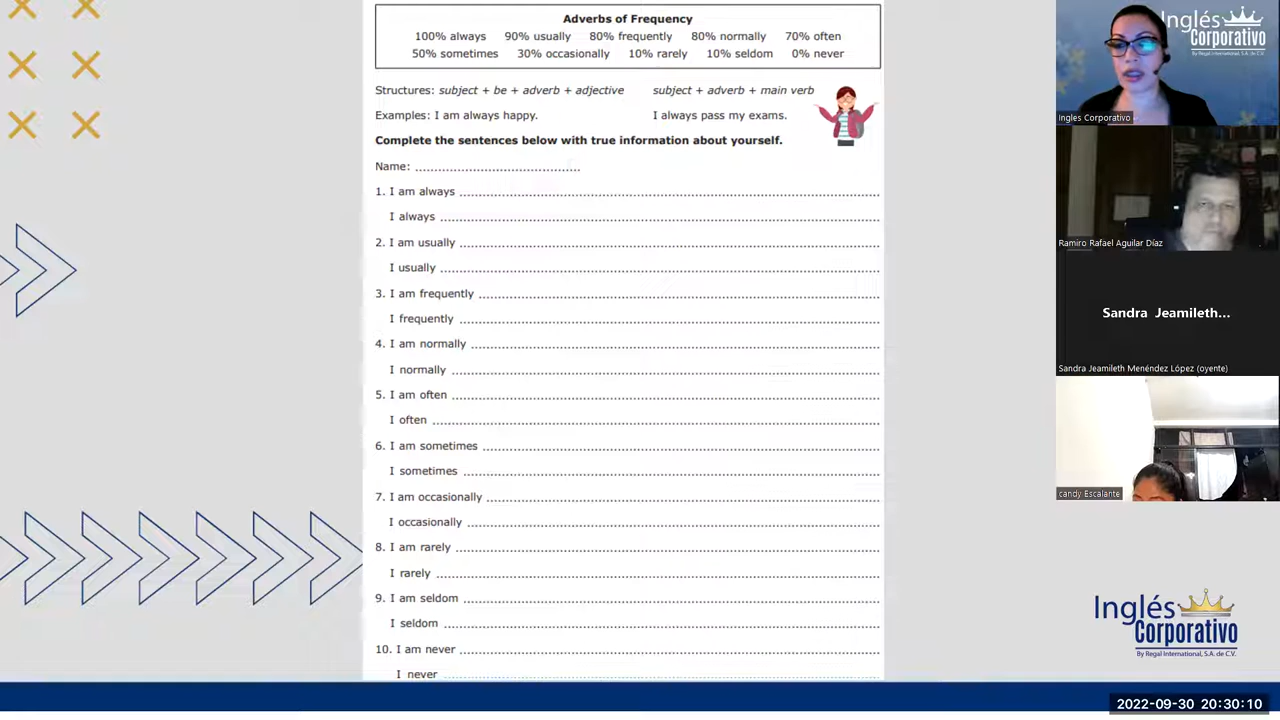 Adverbs of Frequency
100% always 90% usually 80% frequently 80% normally 70% often
50% sometimes 30% occasionally 10% rarely 10% seldom 0% never
Structures: subject + be + adverb + adjective subject + adverb + main verb
Examples: I am always happy. I always pass my exams.
Complete the sentences below with true information about yourself.
Name:
1. I am always
I always
2. I am usually
I usually
3. I am frequently
I frequently
4. I am normally
I normally
5. I am often
I often
6. I am sometimes
I sometimes
7. I am occasionally
I occasionally
8. I am rarely
I rarely
9. I am seldom
I seldom
10. I am never
I never
Inglés
Corporativo
By Regal International, S.A. de C.V.
Ingles Corporativo
Ramiro Rafael Aguilar Díaz
Sandra Jeamileth...
Sandra Jeamileth Menéndez López (oyente)
candy Escalante
Inglés
Corporativo
By Regal International, S.A. de C.V.
2022-09-30 20:30:10